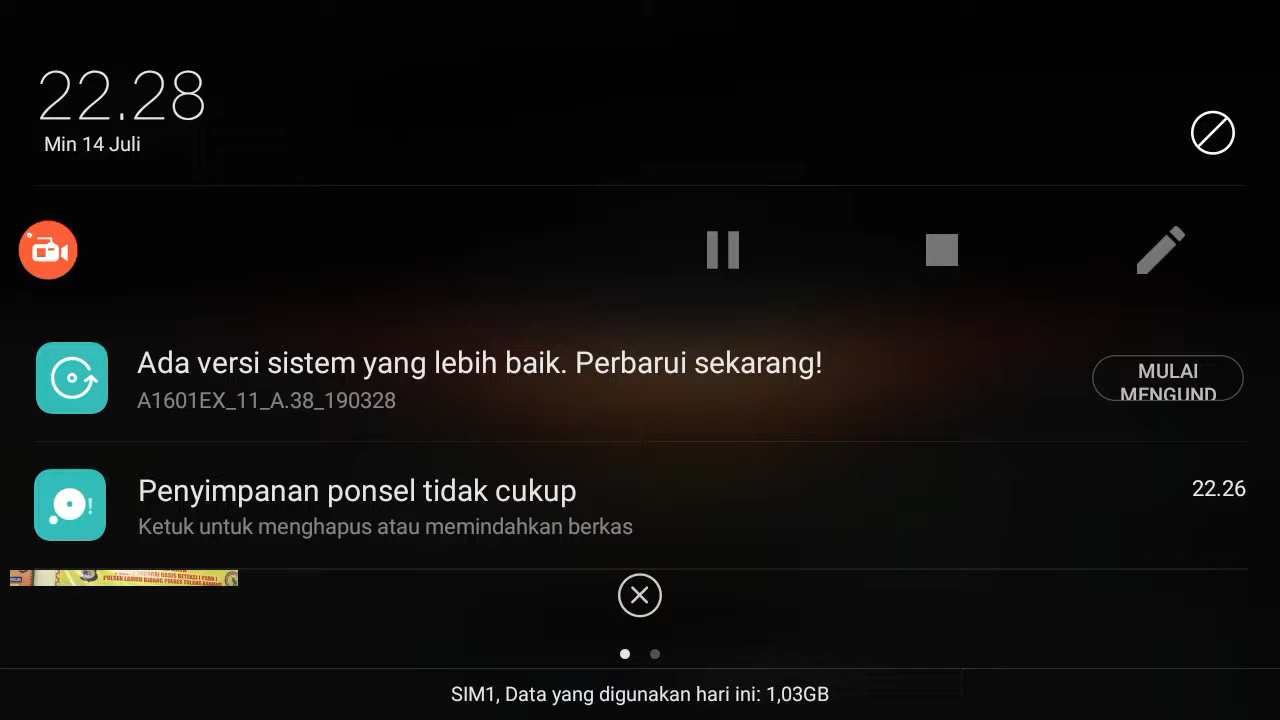 22.28
Min 14 Juli
Ada versi sistem yang lebih baik. Perbarui sekarang!
A1601EX_11_A.38_190328
MULAI
MENGUND
Penyimpanan ponsel tidak cukup
22.26
Ketuk untuk menghapus atau memindahkan berkas
SIM1, Data yang digunakan hari ini: 1,03GB